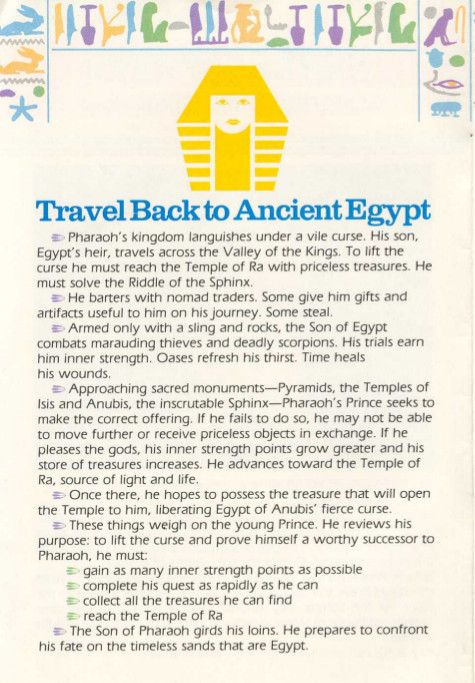 Travel Back to Ancient Egypt
Pharaoh's kingdom languishes under a vile curse. His son,
Egypt's heir, travels across the Valley of the Kings. To lift the
curse he must reach the Temple of Ra with priceless treasures. He
must solve the Riddle of the Sphinx.
He barters with nomad traders. Some give him gifts and
artifacts useful to him on his journey. Some steal.
Armed only with a sling and rocks, the Son of Egypt
combats marauding thieves and deadly scorpions. His trials earn
him inner strength. Oases refresh his thirst. Time heals
his wounds.
Approaching sacred monuments—Pyramids, the Temples of
Isis and Anubis, the inscrutable Sphinx—Pharaoh's Prince seeks to
make the correct offering. If he fails to do so, he may not be able
to move further or receive priceless objects in exchange. If he
pleases the gods, his inner strength points grow greater and his
store of treasures increases. He advances toward the Temple of
Ra, source of light and life.
Once there, he hopes to possess the treasure that will open
the Temple to him, liberating Egypt of Anubis' fierce curse.
These things weigh on the young Prince. He reviews his
purpose: to lift the curse and prove himself a worthy successor to
Pharaoh, he must:
gain as many inner strength points as possible
complete his quest as rapidly as he can
collect all the treasures he can find
reach the Temple of Ra
The Son of Pharaoh girds his loins. He prepares to confront
his fate on the timeless sands that are Egypt.